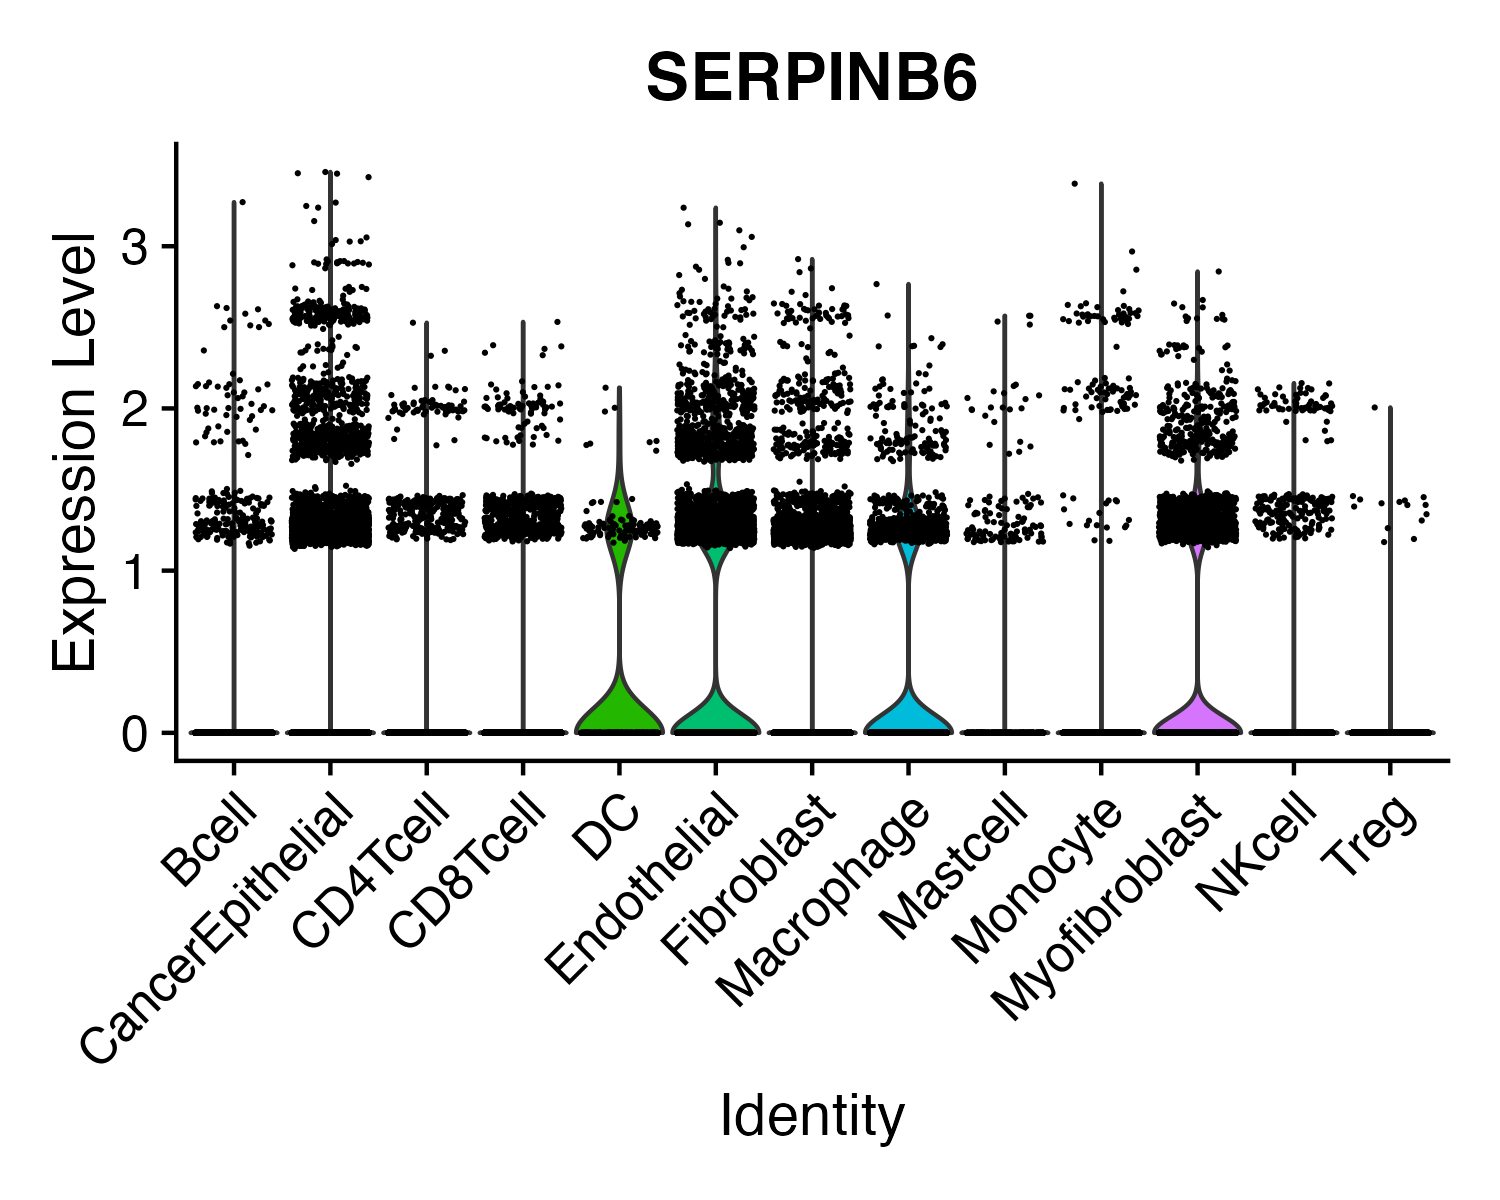 SERPINB6
Expression Level
3
2
1
0
Bcell
CancerEpithelial
CD4Tcell
CD8Tcell
DC
Endothelial
Fibroblast
Macrophage
Mastcell
Monocyte
Myofibroblast
NKcell
Treg
Identity